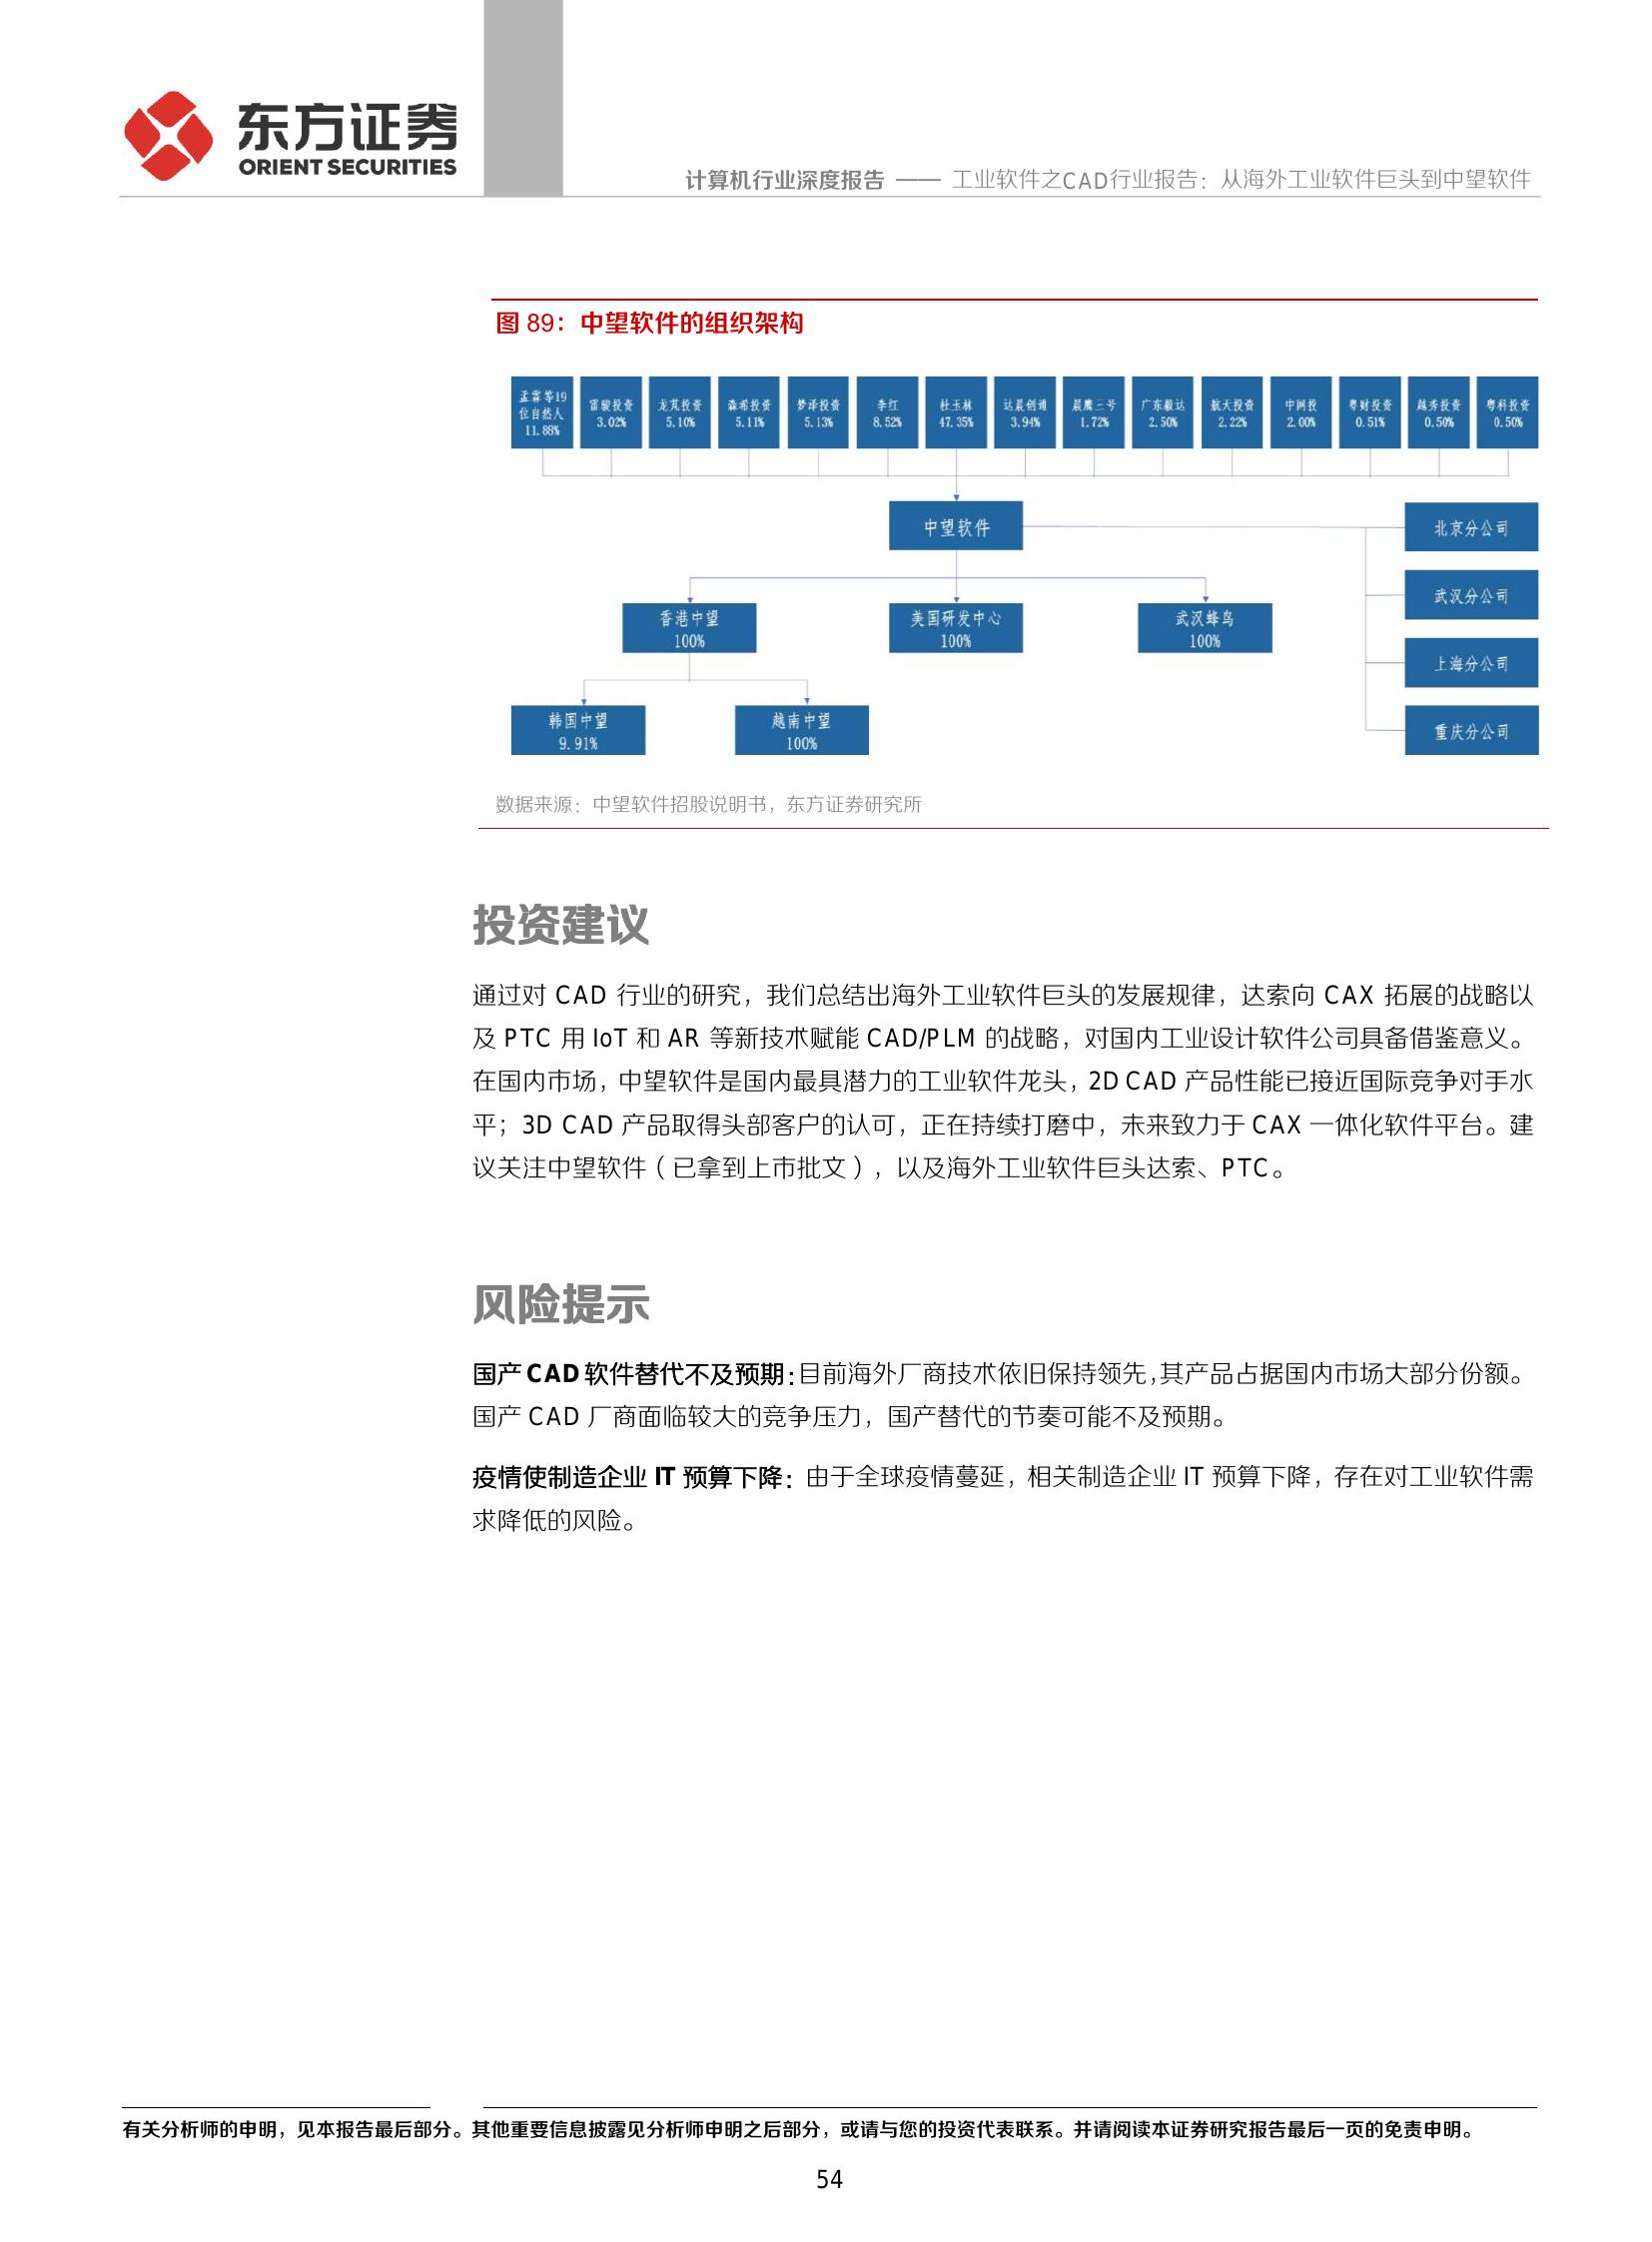 东方证券
ORIENT SECURITIES
计算机行业深度报告 —— 工业软件之CAD行业报告：从海外工业软件巨头到中望软件
图 89：中望软件的组织架构
孟霖等19
位自然人
11.88%
雷骏投资
3.02%
龙芃投资
5.10%
森希投资
5.11%
梦泽投资
5.13%
李红
8.52%
杜玉林
47.35%
达晨创通
3.94%
晨鹰三号
1.72%
广东毅达
2.50%
航天投资
2.22%
中网投
2.00%
粤财投资
0.51%
越秀投资
0.50%
粤科投资
0.50%
中望软件
北京分公司
武汉分公司
上海分公司
重庆分公司
香港中望
100%
美国研发中心
100%
武汉蜂鸟
100%
韩国中望
9.91%
越南中望
100%
数据来源：中望软件招股说明书，东方证券研究所
投资建议
通过对 CAD 行业的研究，我们总结出海外工业软件巨头的发展规律，达索向 CAX 拓展的战略以
及 PTC 用 IoT 和 AR 等新技术赋能 CAD/PLM 的战略，对国内工业设计软件公司具备借鉴意义。
在国内市场，中望软件是国内最具潜力的工业软件龙头，2D CAD 产品性能已接近国际竞争对手水
平；3D CAD 产品取得头部客户的认可，正在持续打磨中，未来致力于 CAX 一体化软件平台。建
议关注中望软件（已拿到上市批文），以及海外工业软件巨头达索、PTC。
风险提示
国产 CAD 软件替代不及预期：目前海外厂商技术依旧保持领先，其产品占据国内市场大部分份额。
国产 CAD 厂商面临较大的竞争压力，国产替代的节奏可能不及预期。
疫情使制造企业 IT 预算下降：由于全球疫情蔓延，相关制造企业 IT 预算下降，存在对工业软件需
求降低的风险。
有关分析师的申明，见本报告最后部分。其他重要信息披露见分析师申明之后部分，或请与您的投资代表联系。并请阅读本证券研究报告最后一页的免责申明。
54